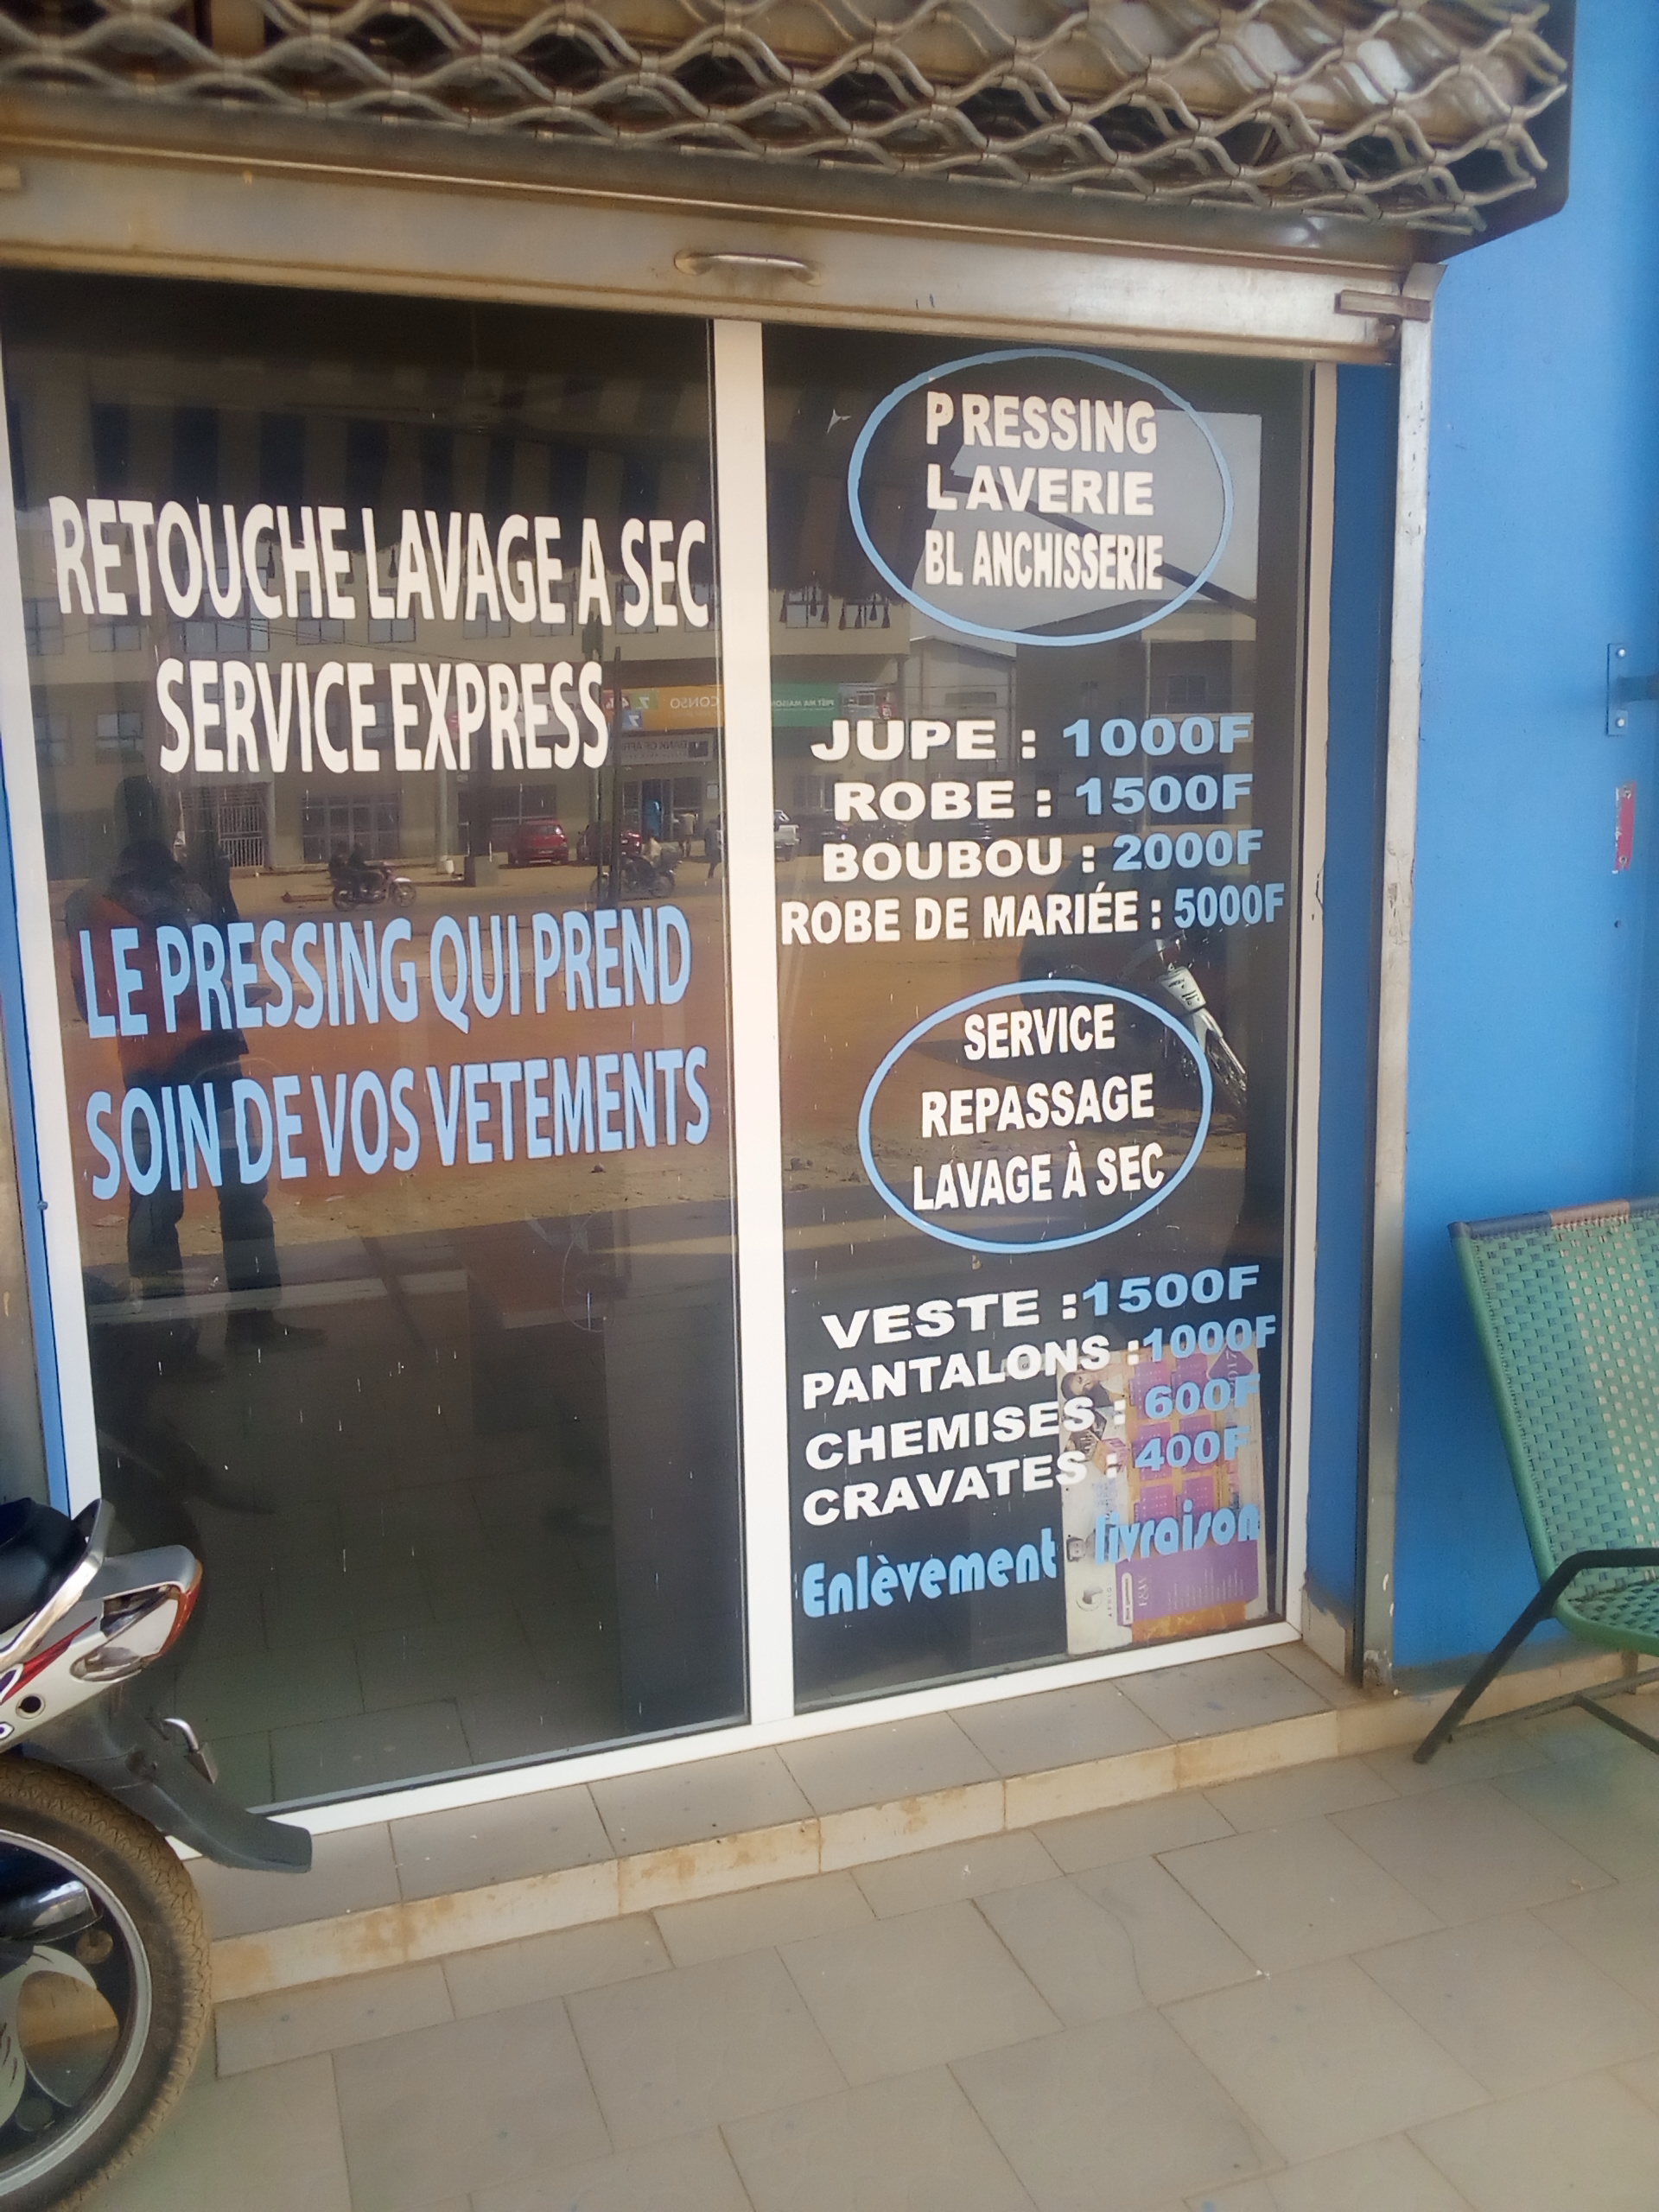 RETOUCHE LAVAGE A SEC
SERVICE EXPRESS
LE PRESSING QUI PREND
SOIN DE VOS VETEMENTS
PRESSING
LAVERIE
BLANCHISSERIE
JUPE : 1000F
ROBE : 1500F
BOUBOU : 2000F
ROBE DE MARIÉE : 5000F
SERVICE
REPASSAGE
LAVAGE À SEC
VESTE : 1500F
PANTALONS : 1000F
CHEMISES : 600F
CRAVATES : 400F
Enlèvement livraison